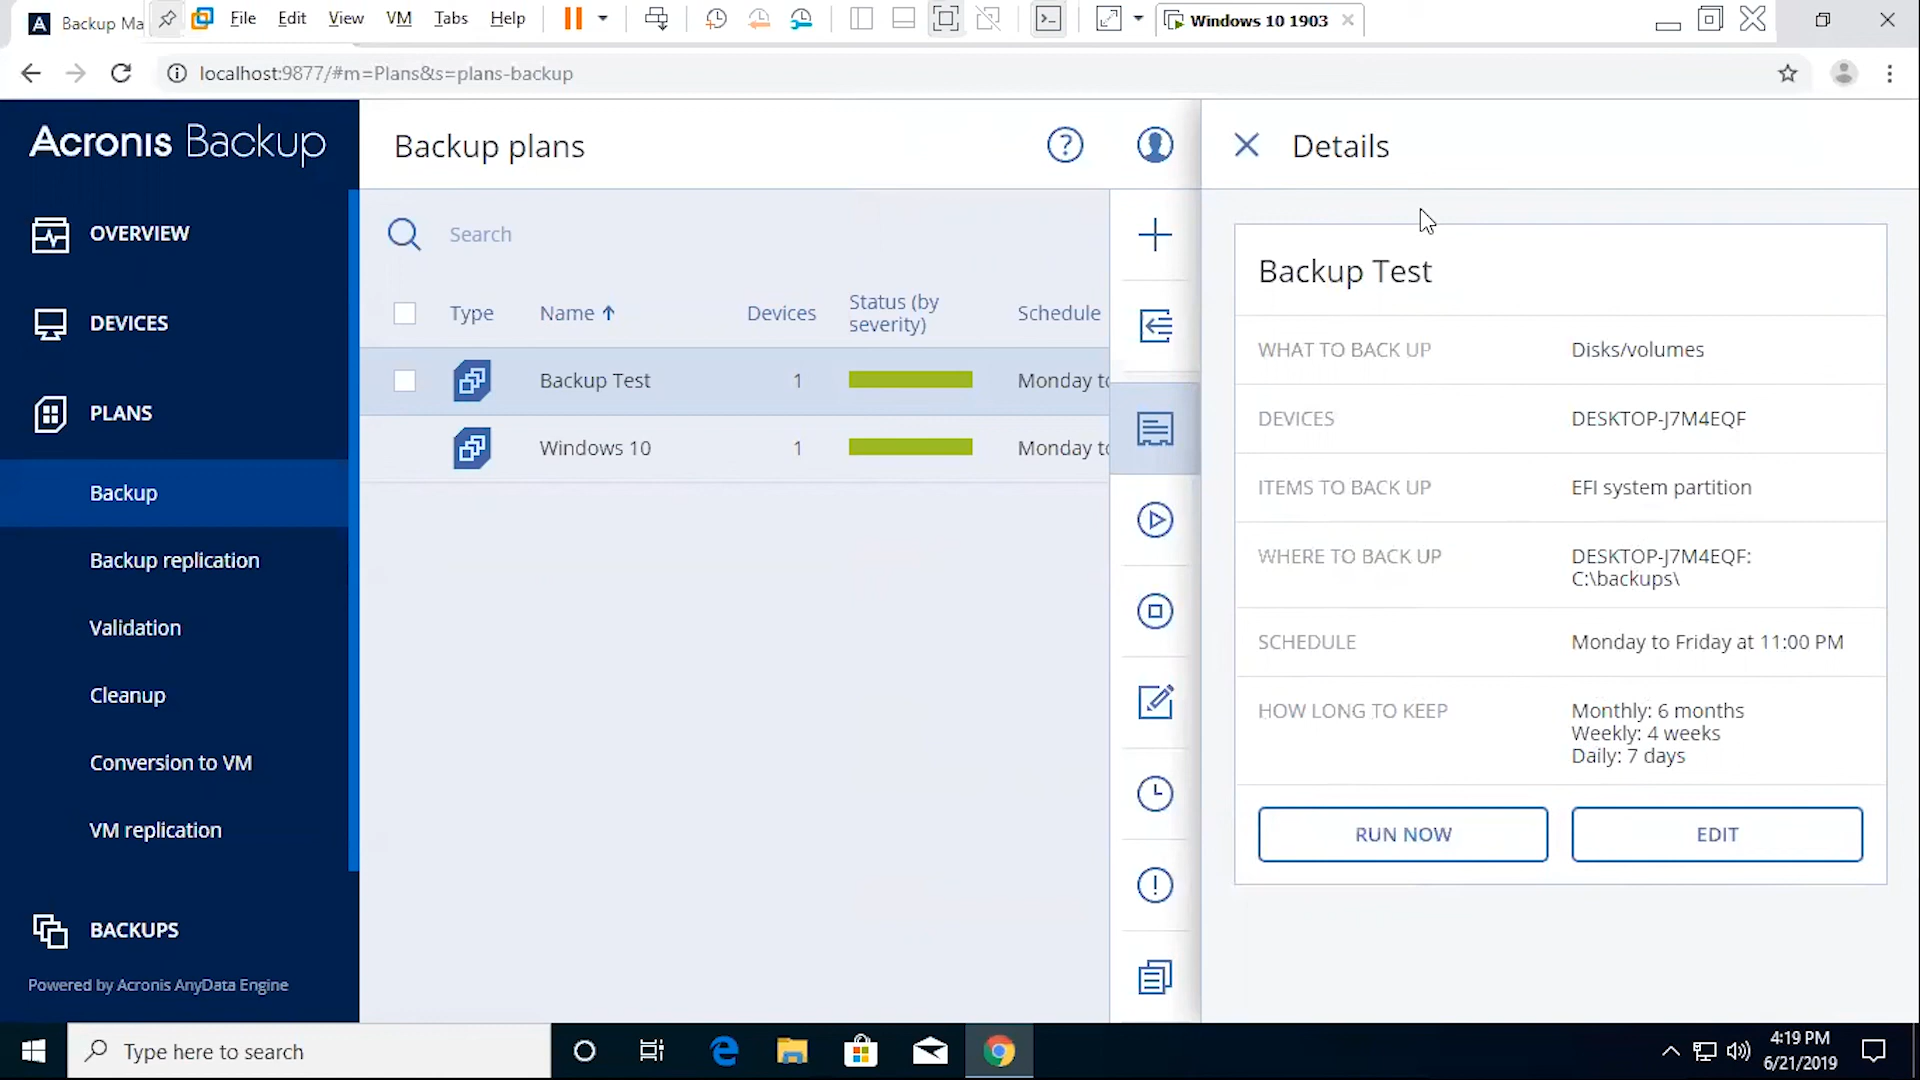 Backup Ma
File Edit View VM Tabs Help
Windows 10 1903
localhost:9877/#m=Plans&s=plans-backup
Acronis Backup
OVERVIEW
DEVICES
PLANS
Backup
Backup replication
Validation
Cleanup
Conversion to VM
VM replication
BACKUPS
Powered by Acronis AnyData Engine
Backup plans
Search
Type Name Devices Status (by severity) Schedule
Backup Test 1 Monday to
Windows 10 1 Monday to
Details
Backup Test
WHAT TO BACK UP Disks/volumes
DEVICES DESKTOP-J7M4EQF
ITEMS TO BACK UP EFI system partition
WHERE TO BACK UP DESKTOP-J7M4EQF:
C:\backups\
SCHEDULE Monday to Friday at 11:00 PM
HOW LONG TO KEEP Monthly: 6 months
Weekly: 4 weeks
Daily: 7 days
RUN NOW EDIT
Type here to search
4:19 PM
6/21/2019